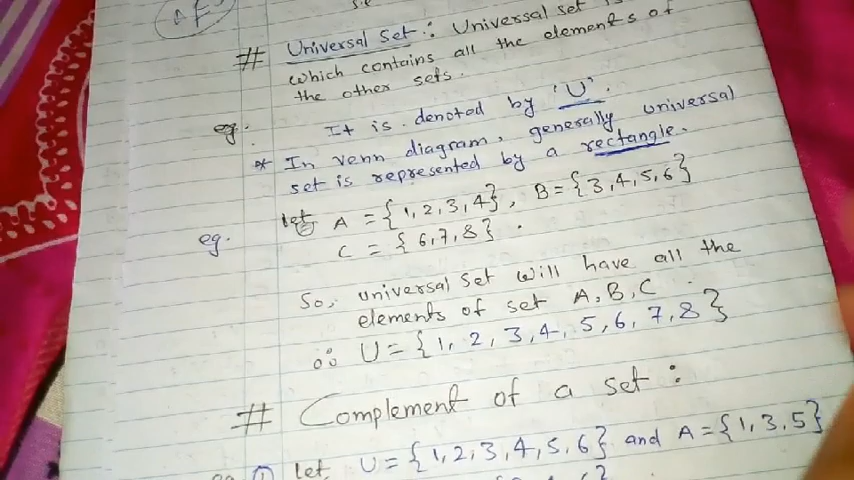 # Universal Set : Universal set is
which contains all the elements of
the other sets.
eg. It is denoted by 'U'.
* In venn diagram, generally universal
set is represented by a rectangle.
eg. let A = {1,2,3,4}, B = {3,4,5,6}
C = {6,7,8}.
So, universal set will have all the
elements of set A, B, C.
∴ U = {1, 2, 3, 4, 5, 6, 7, 8}
# Complement of a set :
eg ① let U = {1,2,3,4,5,6} and A = {1,3,5}